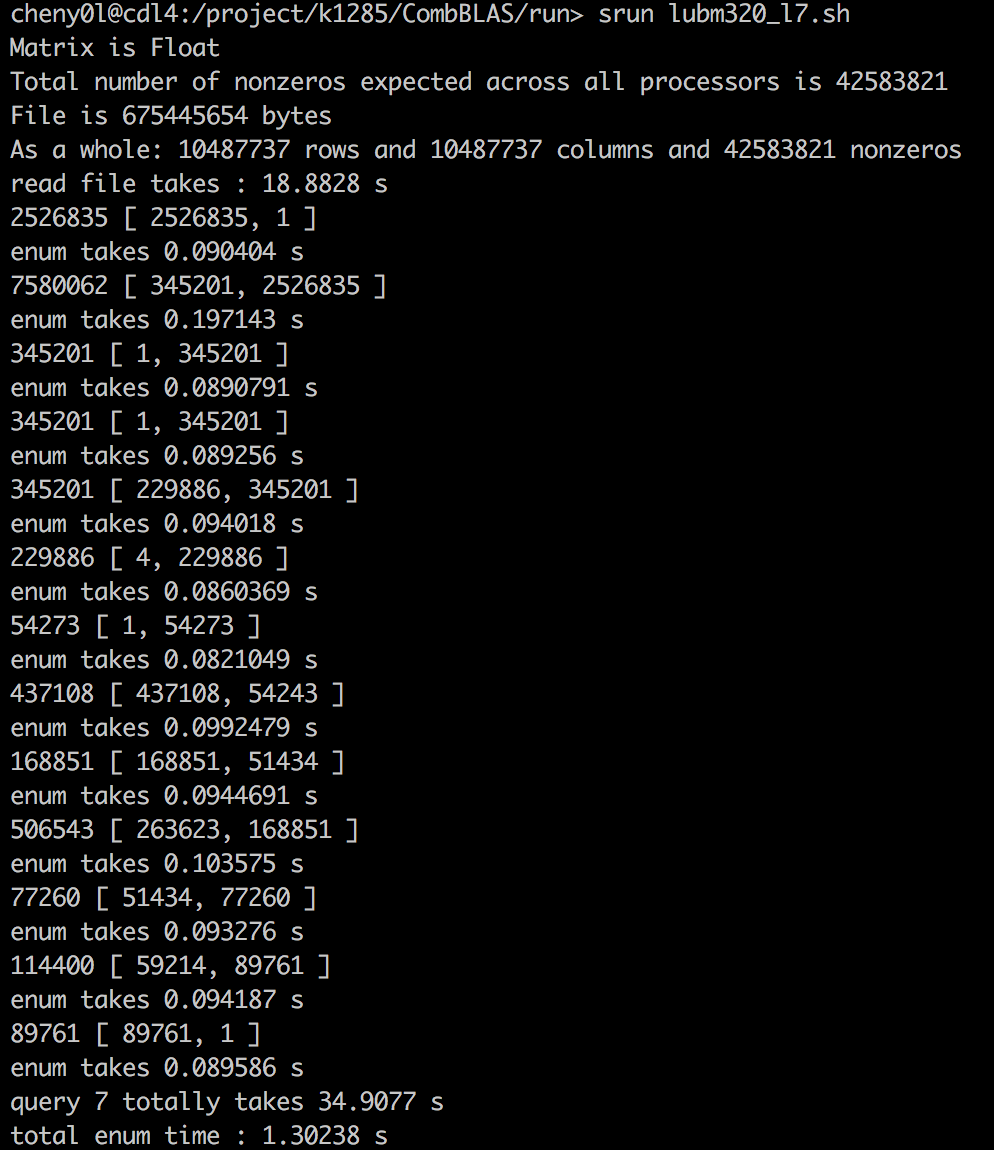 cheny0l@cdl4:/project/k1285/CombBLAS/run> srun lubm320_l7.sh
Matrix is Float
Total number of nonzeros expected across all processors is 42583821
File is 675445654 bytes
As a whole: 10487737 rows and 10487737 columns and 42583821 nonzeros
read file takes : 18.8828 s
2526835 [ 2526835, 1 ]
enum takes 0.090404 s
7580062 [ 345201, 2526835 ]
enum takes 0.197143 s
345201 [ 1, 345201 ]
enum takes 0.0890791 s
345201 [ 1, 345201 ]
enum takes 0.089256 s
345201 [ 229886, 345201 ]
enum takes 0.094018 s
229886 [ 4, 229886 ]
enum takes 0.0860369 s
54273 [ 1, 54273 ]
enum takes 0.0821049 s
437108 [ 437108, 54243 ]
enum takes 0.0992479 s
168851 [ 168851, 51434 ]
enum takes 0.0944691 s
506543 [ 263623, 168851 ]
enum takes 0.103575 s
77260 [ 51434, 77260 ]
enum takes 0.093276 s
114400 [ 59214, 89761 ]
enum takes 0.094187 s
89761 [ 89761, 1 ]
enum takes 0.089586 s
query 7 totally takes 34.9077 s
total enum time : 1.30238 s